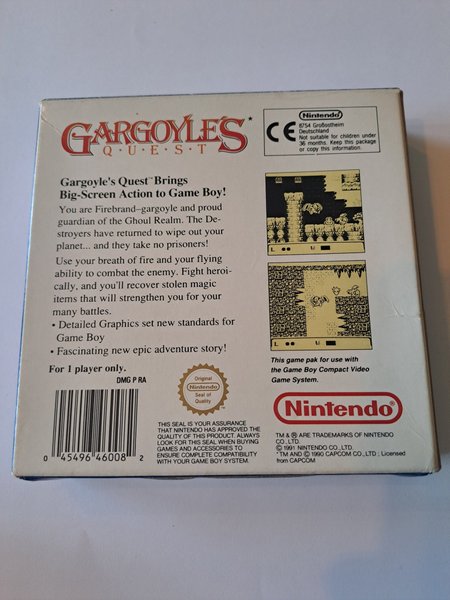 GARGOYLES*
QUEST
Nintendo
CE
8754 Großostheim
Deutschland
Not suitable for children under
36 months. Keep this package
or copy this information.
Gargoyle's Quest™ Brings
Big-Screen Action to Game Boy!
You are Firebrand–gargoyle and proud
guardian of the Ghoul Realm. The De-
stroyers have returned to wipe out your
planet... and they take no prisoners!
Use your breath of fire and your flying
ability to combat the enemy. Fight heroi-
cally, and you'll recover stolen magic
items that will strengthen you for your
many battles.
• Detailed Graphics set new standards for
Game Boy
• Fascinating new epic adventure story!
For 1 player only.
DMG P RA
0 45496 46008 2
Original
Nintendo
Seal of
Quality
THIS SEAL IS YOUR ASSURANCE
THAT NINTENDO HAS APPROVED THE
QUALITY OF THIS PRODUCT. ALWAYS
LOOK FOR THIS SEAL WHEN BUYING
GAMES AND ACCESSORIES TO
ENSURE COMPLETE COMPATIBILITY
WITH YOUR GAME BOY SYSTEM.
This game pak for use with
the Game Boy Compact Video
Game System.
Nintendo®
TM & ® ARE TRADEMARKS OF NINTENDO
CO., LTD.
© 1991 NINTENDO CO., LTD.
*TM AND © 1990 CAPCOM CO., LTD.; Licensed
from CAPCOM